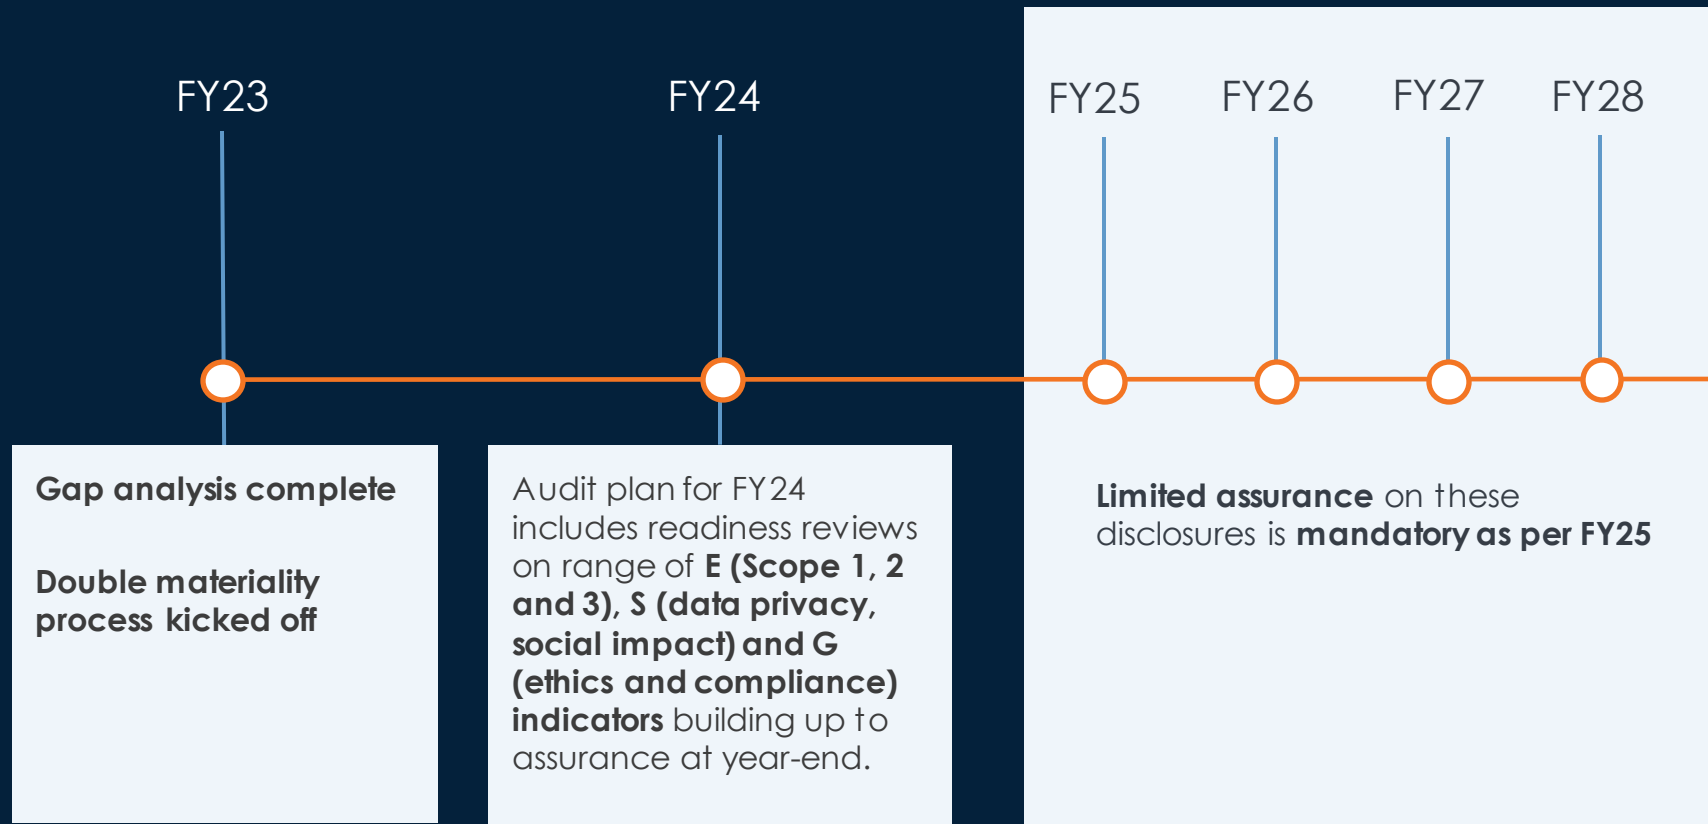 FY23
FY24
FY25
FY26
FY27
FY28
Gap analysis complete
Double materiality
process kicked off
Audit plan for FY24
includes readiness reviews
on range of E (Scope 1, 2
and 3), S (data privacy,
social impact) and G
(ethics and compliance)
indicators building up to
assurance at year-end.
Limited assurance on these
disclosures is mandatory as per FY25